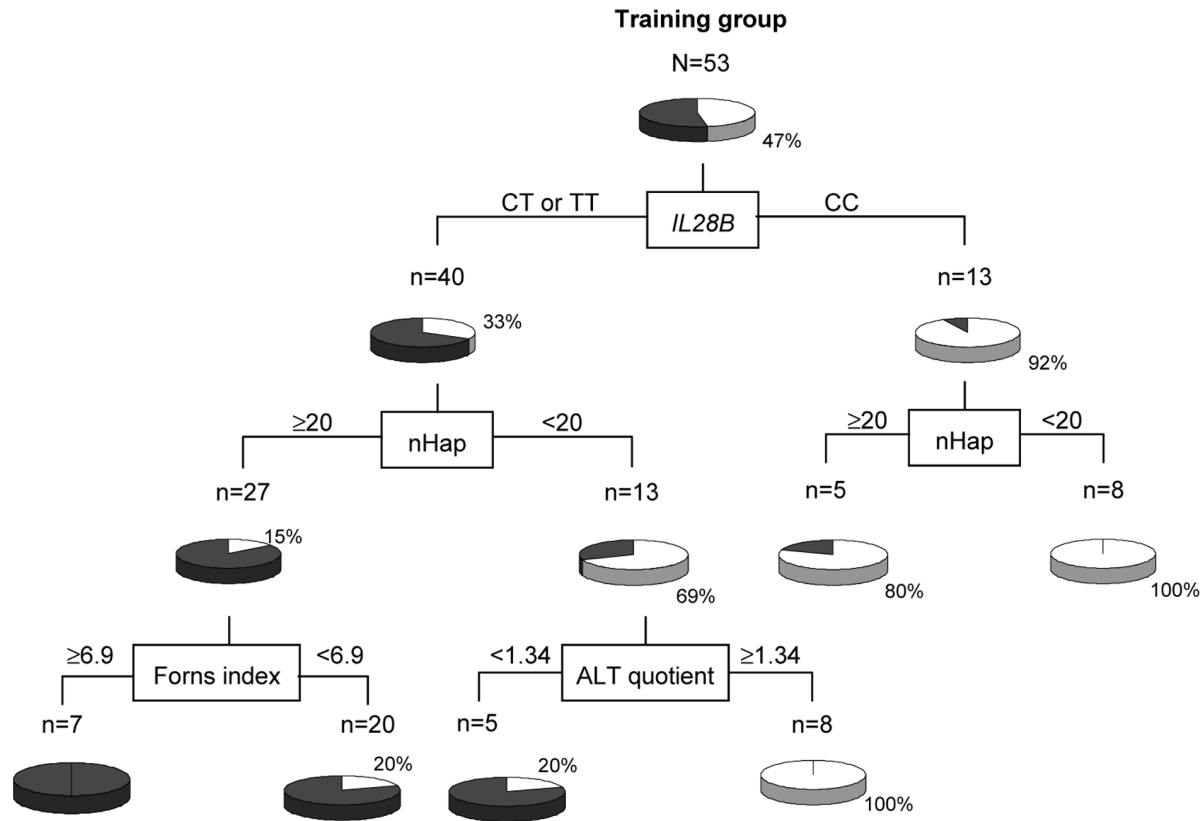 Training group
N=53
47%
CT or TT
IL28B
CC
n=40
n=13
33%
92%
≥20
nHap
<20
≥20
nHap
<20
n=27
n=13
n=5
n=8
15%
69%
80%
100%
≥6.9
Forns index
<6.9
<1.34
ALT quotient
≥1.34
n=7
n=20
n=5
n=8
20%
20%
100%